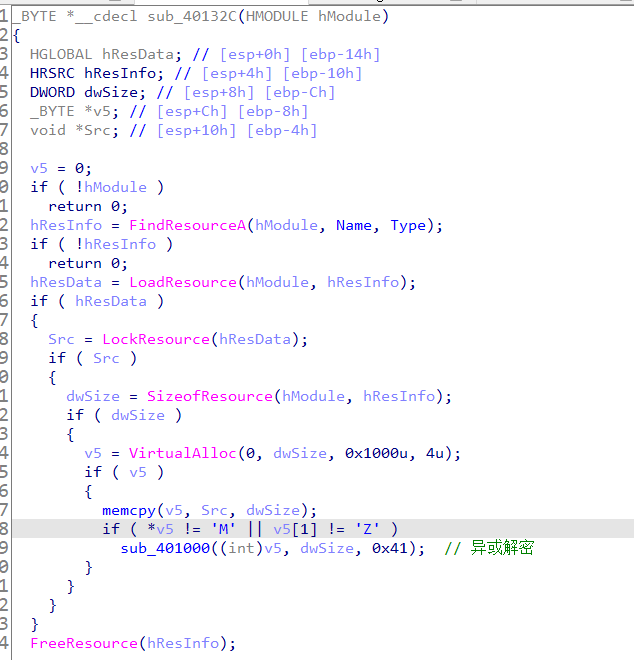 1 _BYTE *__cdecl sub_40132C(HMODULE hModule)
2 {
3 HGLOBAL hResData; // [esp+0h] [ebp-14h]
4 HRSRC hResInfo; // [esp+4h] [ebp-10h]
5 DWORD dwSize; // [esp+8h] [ebp-Ch]
6 _BYTE *v5; // [esp+Ch] [ebp-8h]
7 void *Src; // [esp+10h] [ebp-4h]
8
9 v5 = 0;
0 if ( !hModule )
1 return 0;
2 hResInfo = FindResourceA(hModule, Name, Type);
3 if ( !hResInfo )
4 return 0;
5 hResData = LoadResource(hModule, hResInfo);
6 if ( hResData )
7 {
8 Src = LockResource(hResData);
9 if ( Src )
0 {
1 dwSize = SizeofResource(hModule, hResInfo);
2 if ( dwSize )
3 {
4 v5 = VirtualAlloc(0, dwSize, 0x1000u, 4u);
5 if ( v5 )
6 {
7 memcpy(v5, Src, dwSize);
8 if ( *v5 != 'M' || v5[1] != 'Z' )
9 sub_401000((int)v5, dwSize, 0x41); // 异或解密
0 }
1 }
2 }
3 }
4 FreeResource(hResInfo);